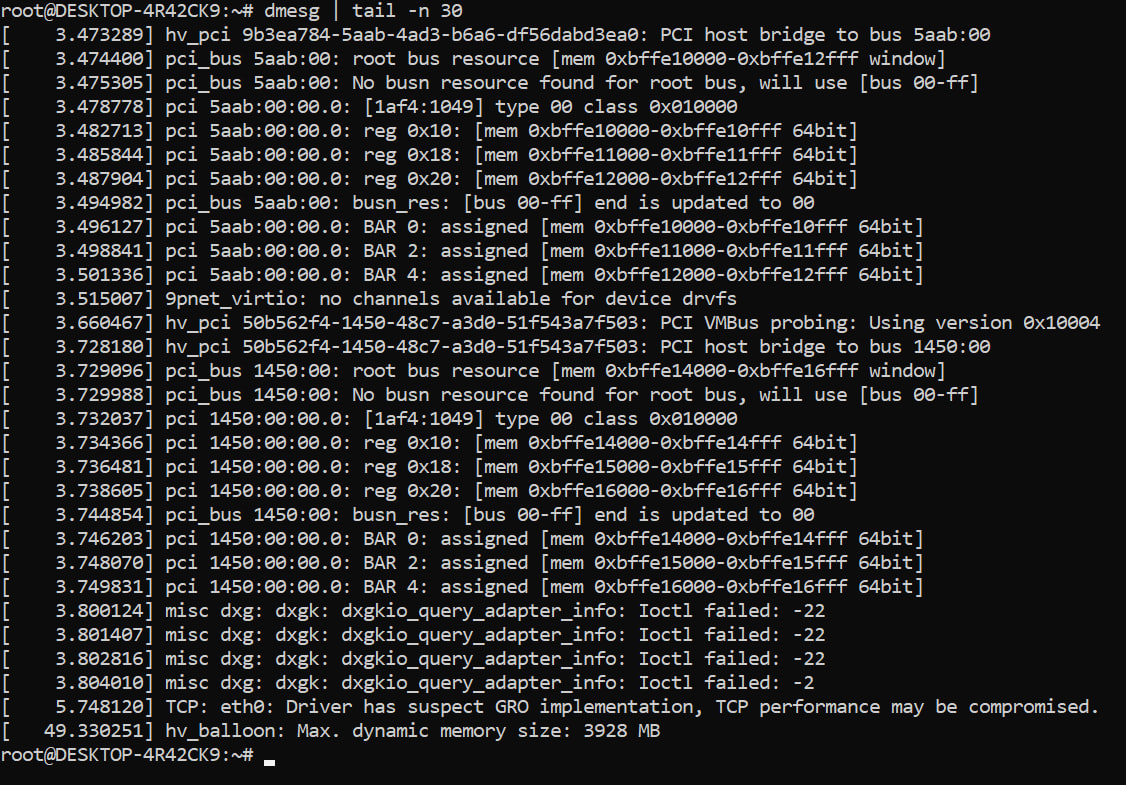 root@DESKTOP-4R42CK9:~# dmesg | tail -n 30
[    3.473289] hv_pci 9b3ea784-5aab-4ad3-b6a6-df56dabd3ea0: PCI host bridge to bus 5aab:00
[    3.474400] pci_bus 5aab:00: root bus resource [mem 0xbffe10000-0xbffe12fff window]
[    3.475305] pci_bus 5aab:00: No busn resource found for root bus, will use [bus 00-ff]
[    3.478778] pci 5aab:00:00.0: [1af4:1049] type 00 class 0x010000
[    3.482713] pci 5aab:00:00.0: reg 0x10: [mem 0xbffe10000-0xbffe10fff 64bit]
[    3.485844] pci 5aab:00:00.0: reg 0x18: [mem 0xbffe11000-0xbffe11fff 64bit]
[    3.487904] pci 5aab:00:00.0: reg 0x20: [mem 0xbffe12000-0xbffe12fff 64bit]
[    3.494982] pci_bus 5aab:00: busn_res: [bus 00-ff] end is updated to 00
[    3.496127] pci 5aab:00:00.0: BAR 0: assigned [mem 0xbffe10000-0xbffe10fff 64bit]
[    3.498841] pci 5aab:00:00.0: BAR 2: assigned [mem 0xbffe11000-0xbffe11fff 64bit]
[    3.501336] pci 5aab:00:00.0: BAR 4: assigned [mem 0xbffe12000-0xbffe12fff 64bit]
[    3.515007] 9pnet_virtio: no channels available for device drvfs
[    3.660467] hv_pci 50b562f4-1450-48c7-a3d0-51f543a7f503: PCI VMBus probing: Using version 0x10004
[    3.728180] hv_pci 50b562f4-1450-48c7-a3d0-51f543a7f503: PCI host bridge to bus 1450:00
[    3.729096] pci_bus 1450:00: root bus resource [mem 0xbffe14000-0xbffe16fff window]
[    3.729988] pci_bus 1450:00: No busn resource found for root bus, will use [bus 00-ff]
[    3.732037] pci 1450:00:00.0: [1af4:1049] type 00 class 0x010000
[    3.734366] pci 1450:00:00.0: reg 0x10: [mem 0xbffe14000-0xbffe14fff 64bit]
[    3.736481] pci 1450:00:00.0: reg 0x18: [mem 0xbffe15000-0xbffe15fff 64bit]
[    3.738605] pci 1450:00:00.0: reg 0x20: [mem 0xbffe16000-0xbffe16fff 64bit]
[    3.744854] pci_bus 1450:00: busn_res: [bus 00-ff] end is updated to 00
[    3.746203] pci 1450:00:00.0: BAR 0: assigned [mem 0xbffe14000-0xbffe14fff 64bit]
[    3.748070] pci 1450:00:00.0: BAR 2: assigned [mem 0xbffe15000-0xbffe15fff 64bit]
[    3.749831] pci 1450:00:00.0: BAR 4: assigned [mem 0xbffe16000-0xbffe16fff 64bit]
[    3.800124] misc dxg: dxgk: dxgkio_query_adapter_info: Ioctl failed: -22
[    3.801407] misc dxg: dxgk: dxgkio_query_adapter_info: Ioctl failed: -22
[    3.802816] misc dxg: dxgk: dxgkio_query_adapter_info: Ioctl failed: -22
[    3.804010] misc dxg: dxgk: dxgkio_query_adapter_info: Ioctl failed: -2
[    5.748120] TCP: eth0: Driver has suspect GRO implementation, TCP performance may be compromised.
[   49.330251] hv_balloon: Max. dynamic memory size: 3928 MB
root@DESKTOP-4R42CK9:~#